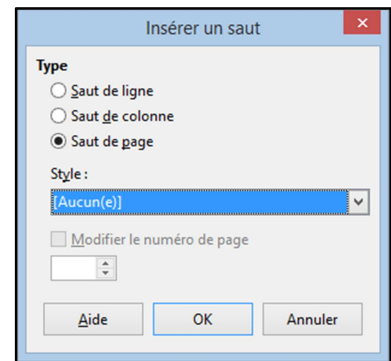 Insérer un saut
Type
Saut de ligne
Saut de colonne
Saut de page
Style :
[Aucun(e)]
Modifier le numéro de page
Aide OK Annuler